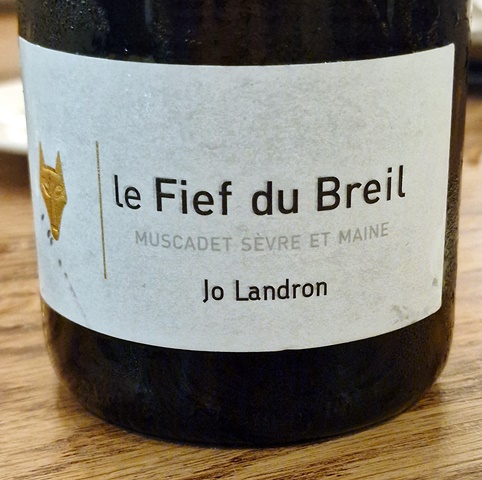 le Fief du Breil
MUSCADET SÈVRE ET MAINE
Jo Landron